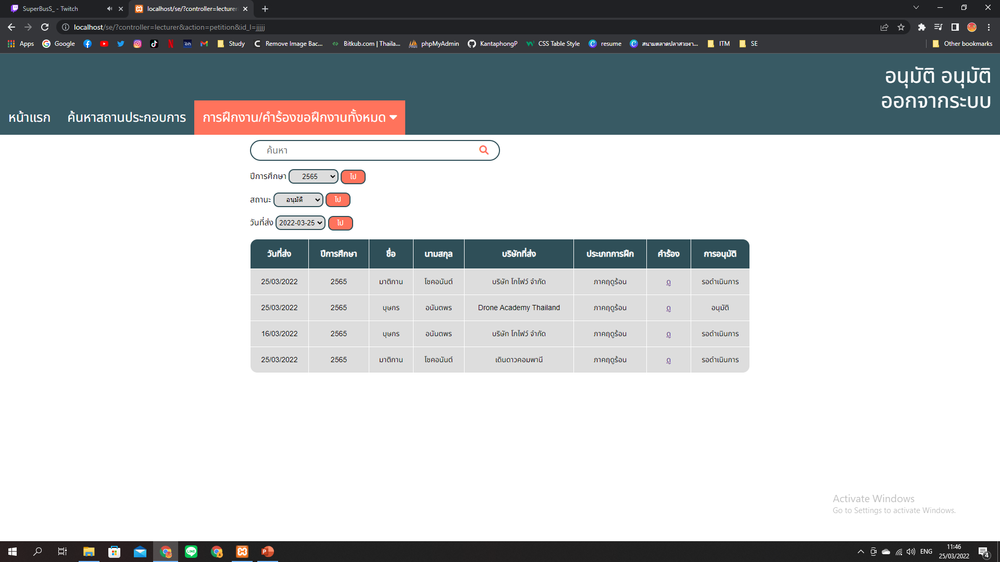 SuperBusS_ - Twitch
localhost/se/?controller=lecturer
localhost/se/?controller=lecturer&action=petition&id_l=jjjjj
Apps Google Study Remove Image Bac... Bitkub.com | Thaila... phpMyAdmin KantaphongP CSS Table Style resume สนามตลาดปลาสวยงา... ITM SE Other bookmarks
อนุมัติ อนุมัติ
ออกจากระบบ
หน้าแรก ค้นหาสถานประกอบการ การฝึกงาน/คำร้องขอฝึกงานทั้งหมด
ค้นหา
ปีการศึกษา 2565 ไป
สถานะ อนุมัติ ไป
วันที่ส่ง 2022-03-25 ไป
วันที่ส่ง ปีการศึกษา ชื่อ นามสกุล บริษัทที่ส่ง ประเภทการฝึก คำร้อง การอนุมัติ
25/03/2022 2565 มาติกาน โชคอนันต์ บริษัท โกไฟว์ จำกัด ภาคฤดูร้อน ดู รอดำเนินการ
25/03/2022 2565 บุษกร อนันตพร Drone Academy Thailand ภาคฤดูร้อน ดู อนุมัติ
16/03/2022 2565 บุษกร อนันตพร บริษัท โกไฟว์ จำกัด ภาคฤดูร้อน ดู รอดำเนินการ
25/03/2022 2565 มาติกาน โชคอนันต์ เดินดาวคอมพานี ภาคฤดูร้อน ดู รอดำเนินการ
Activate Windows
Go to Settings to activate Windows.
ENG
11:46
25/03/2022
4